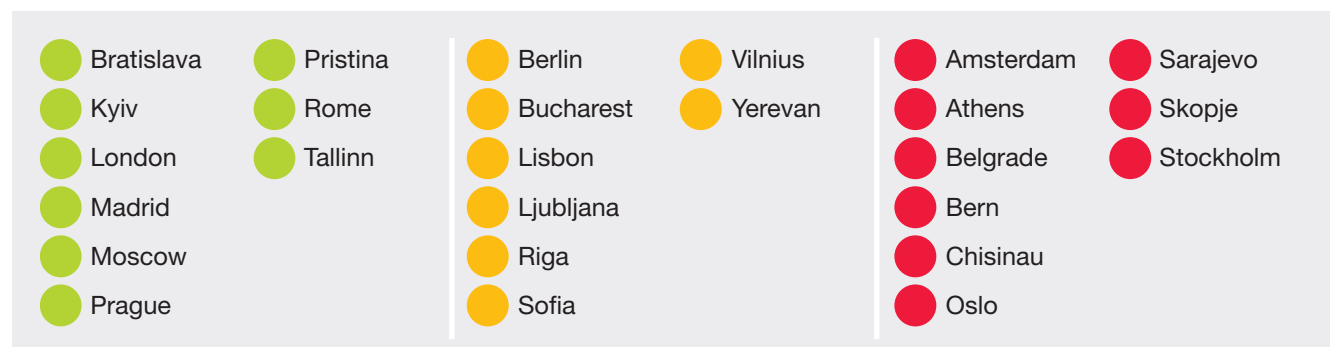 Bratislava
Kyiv
London
Madrid
Moscow
Prague
Pristina
Rome
Tallinn
Berlin
Bucharest
Lisbon
Ljubljana
Riga
Sofia
Vilnius
Yerevan
Amsterdam
Athens
Belgrade
Bern
Chisinau
Oslo
Sarajevo
Skopje
Stockholm